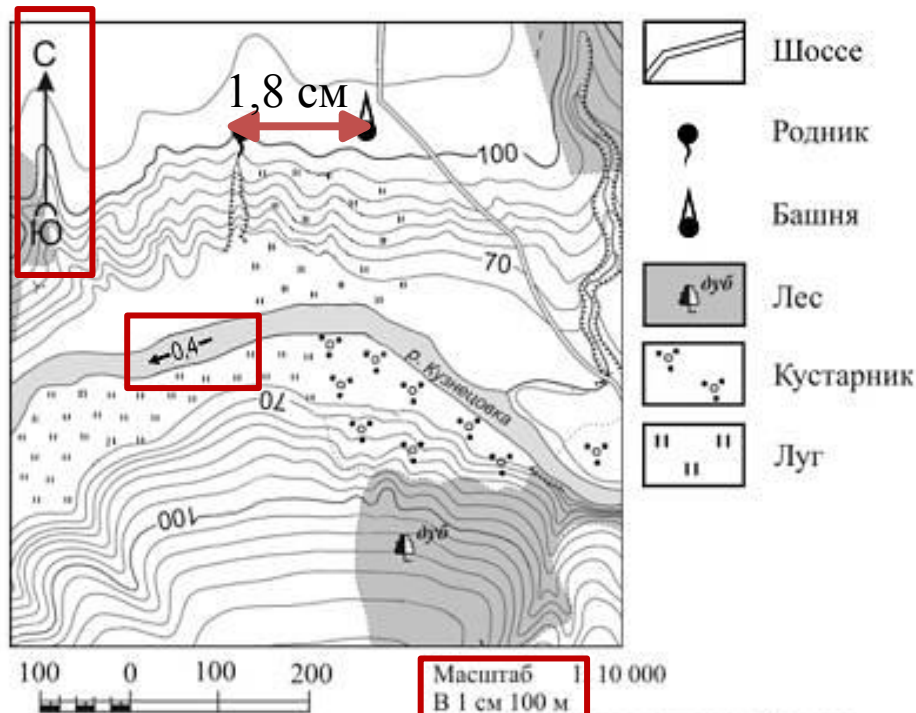 С
1,8 см
100
Ю
70
0,4
р. Кузнецовка
70
100
дуб
Шоссе
Родник
Башня
дуб
Лес
Кустарник
Луг
100 0 100 200
Масштаб 1: 10 000
В 1 см 100 м